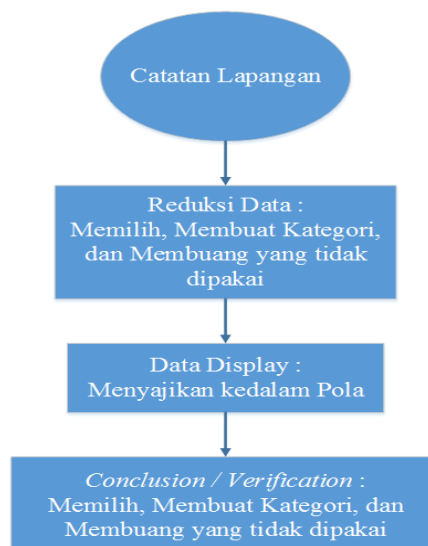 Catatan Lapangan
Reduksi Data :
Memilih, Membuat Kategori,
dan Membuang yang tidak
dipakai
Data Display :
Menyajikan kedalam Pola
Conclusion / Verification :
Memilih, Membuat Kategori, dan
Membuang yang tidak dipakai